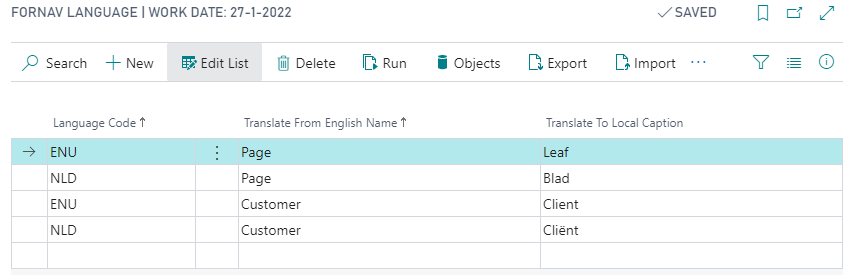 FORNAV LANGUAGE | WORK DATE: 27-1-2022 SAVED
Search New Edit List Delete Run Objects Export Import ...
Language Code ↑ Translate From English Name ↑ Translate To Local Caption
→ ENU Page Leaf
NLD Page Blad
ENU Customer Client
NLD Customer Cliënt